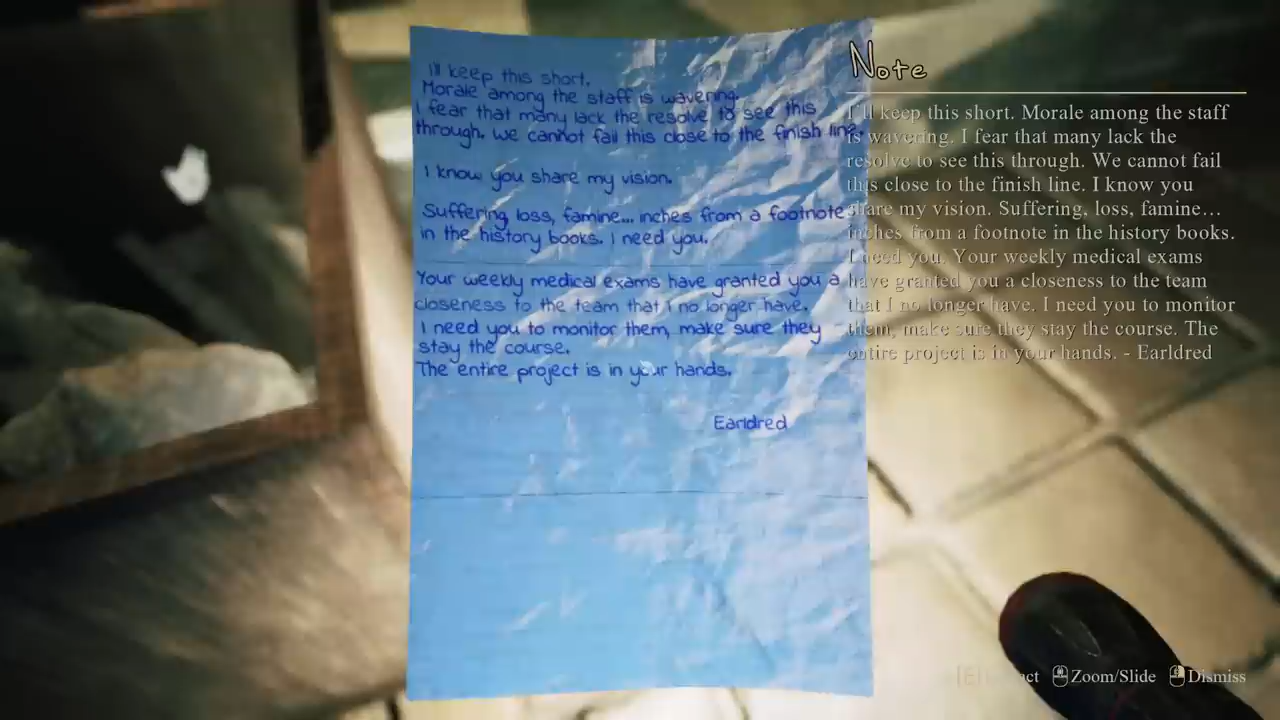 I'll keep this short.
Morale among the staff is wavering.
I fear that many lack the resolve to see this
through. We cannot fail this close to the finish line.
I know you share my vision.
Suffering, loss, famine... inches from a footnote
in the history books. I need you.
Your weekly medical exams have granted you a
closeness to the team that I no longer have.
I need you to monitor them, make sure they
stay the course.
The entire project is in your hands.
Earldred
Note
I'll keep this short. Morale among the staff
is wavering. I fear that many lack the
resolve to see this through. We cannot fail
this close to the finish line. I know you
share my vision. Suffering, loss, famine…
inches from a footnote in the history books.
I need you. Your weekly medical exams
have granted you a closeness to the team
that I no longer have. I need you to monitor
them, make sure they stay the course. The
entire project is in your hands. - Earldred
Zoom/Slide Dismiss